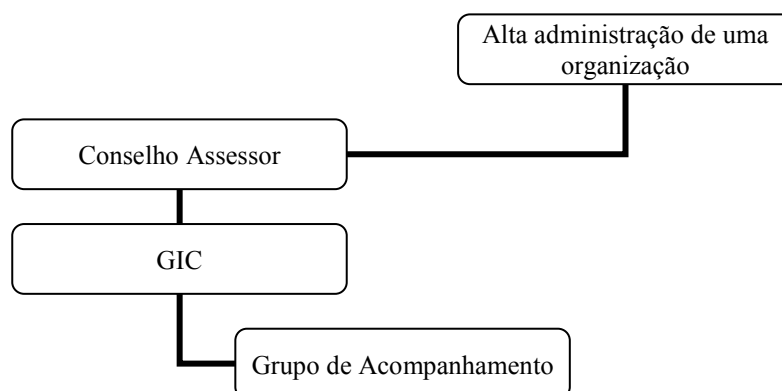 Alta administração de uma
organização
Conselho Assessor
GIC
Grupo de Acompanhamento